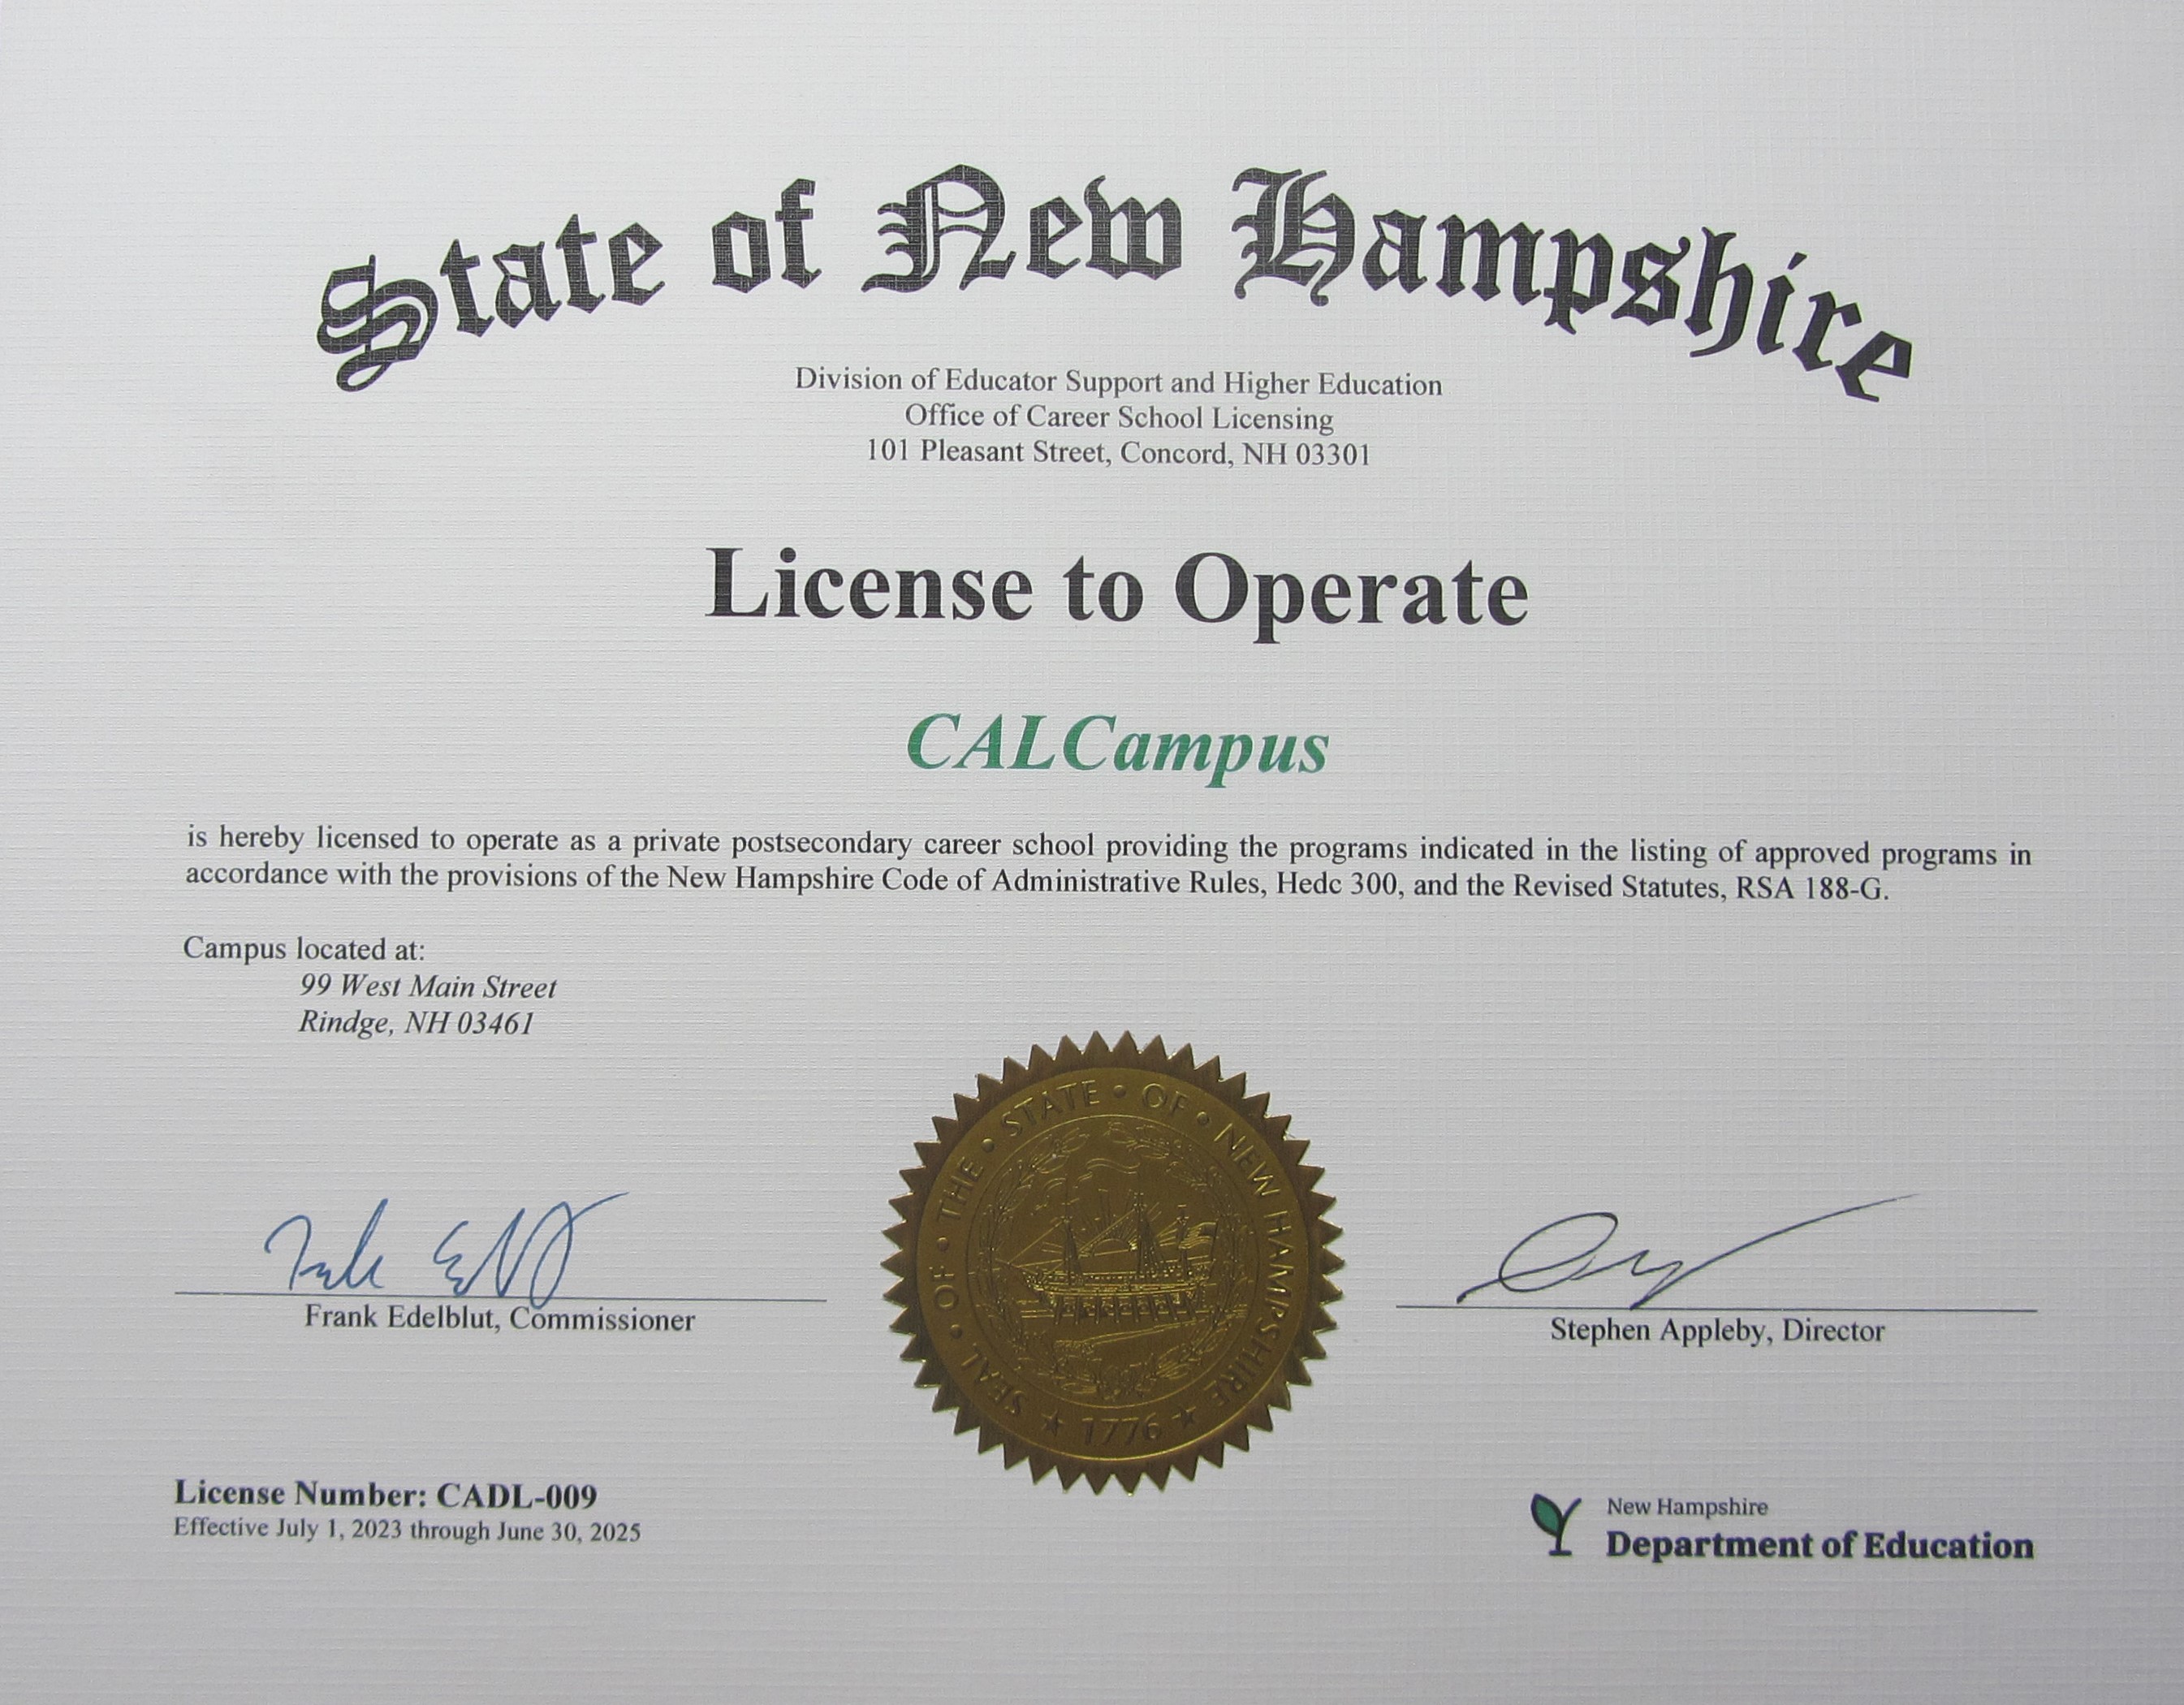 State of New Hampshire
Division of Educator Support and Higher Education
Office of Career School Licensing
101 Pleasant Street, Concord, NH 03301
License to Operate
CALCampus
is hereby licensed to operate as a private postsecondary career school providing the programs indicated in the listing of approved programs in
accordance with the provisions of the New Hampshire Code of Administrative Rules, Hedc 300, and the Revised Statutes, RSA 188-G.
Campus located at:
99 West Main Street
Rindge, NH 03461
SEAL • OF • THE • STATE • OF • NEW HAMPSHIRE
★ 1776 ★
Frank Edelblut, Commissioner
Stephen Appleby, Director
License Number: CADL-009
Effective July 1, 2023 through June 30, 2025
New Hampshire
Department of Education